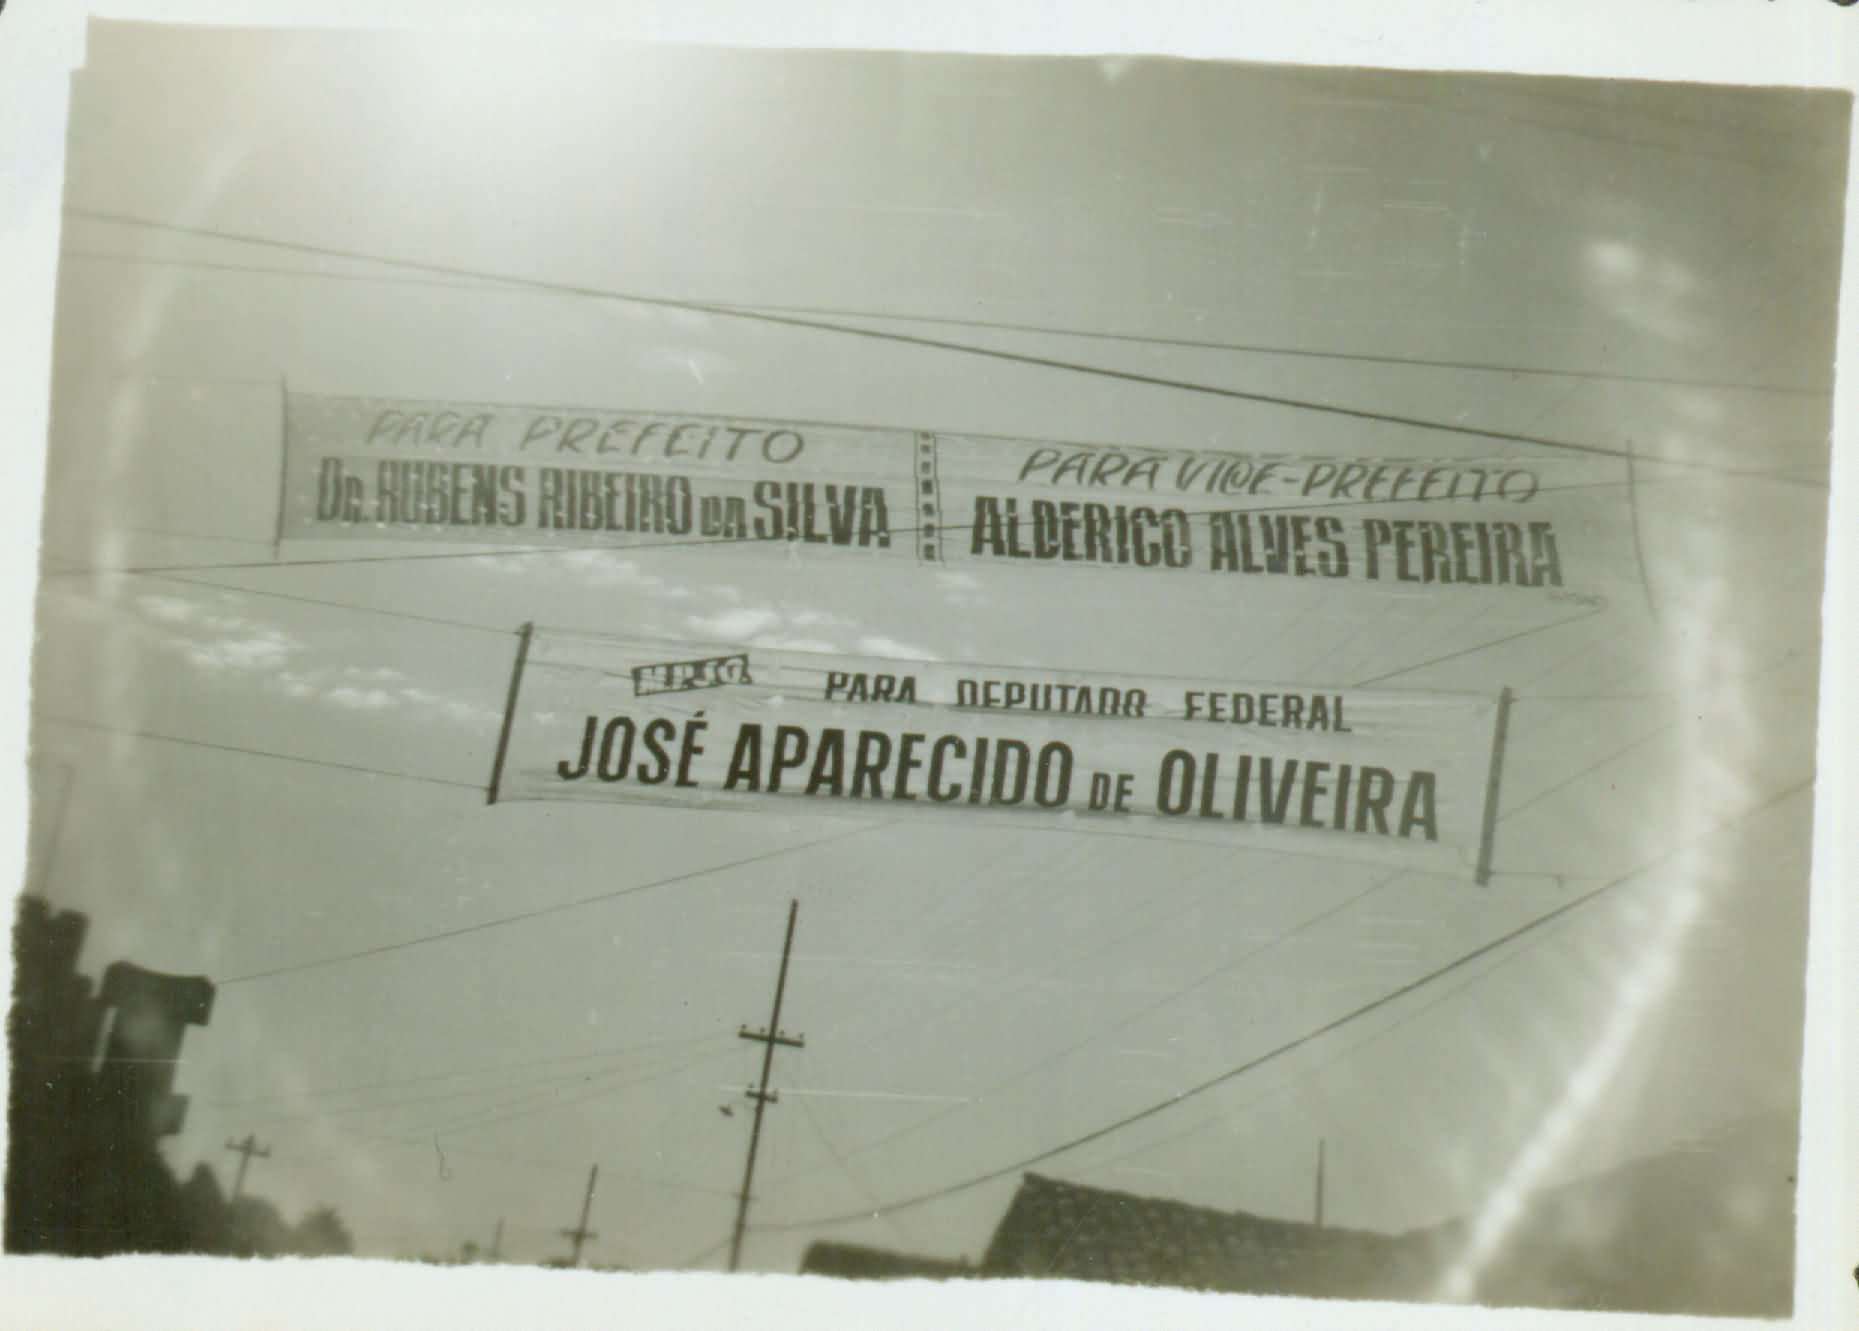 PARA PREFEITO
Dr. RUBENS RIBEIRO DA SILVA
PARA VICE-PREFEITO
ALDERICO ALVES PEREIRA
PARA DEPUTADO FEDERAL
JOSÉ APARECIDO DE OLIVEIRA